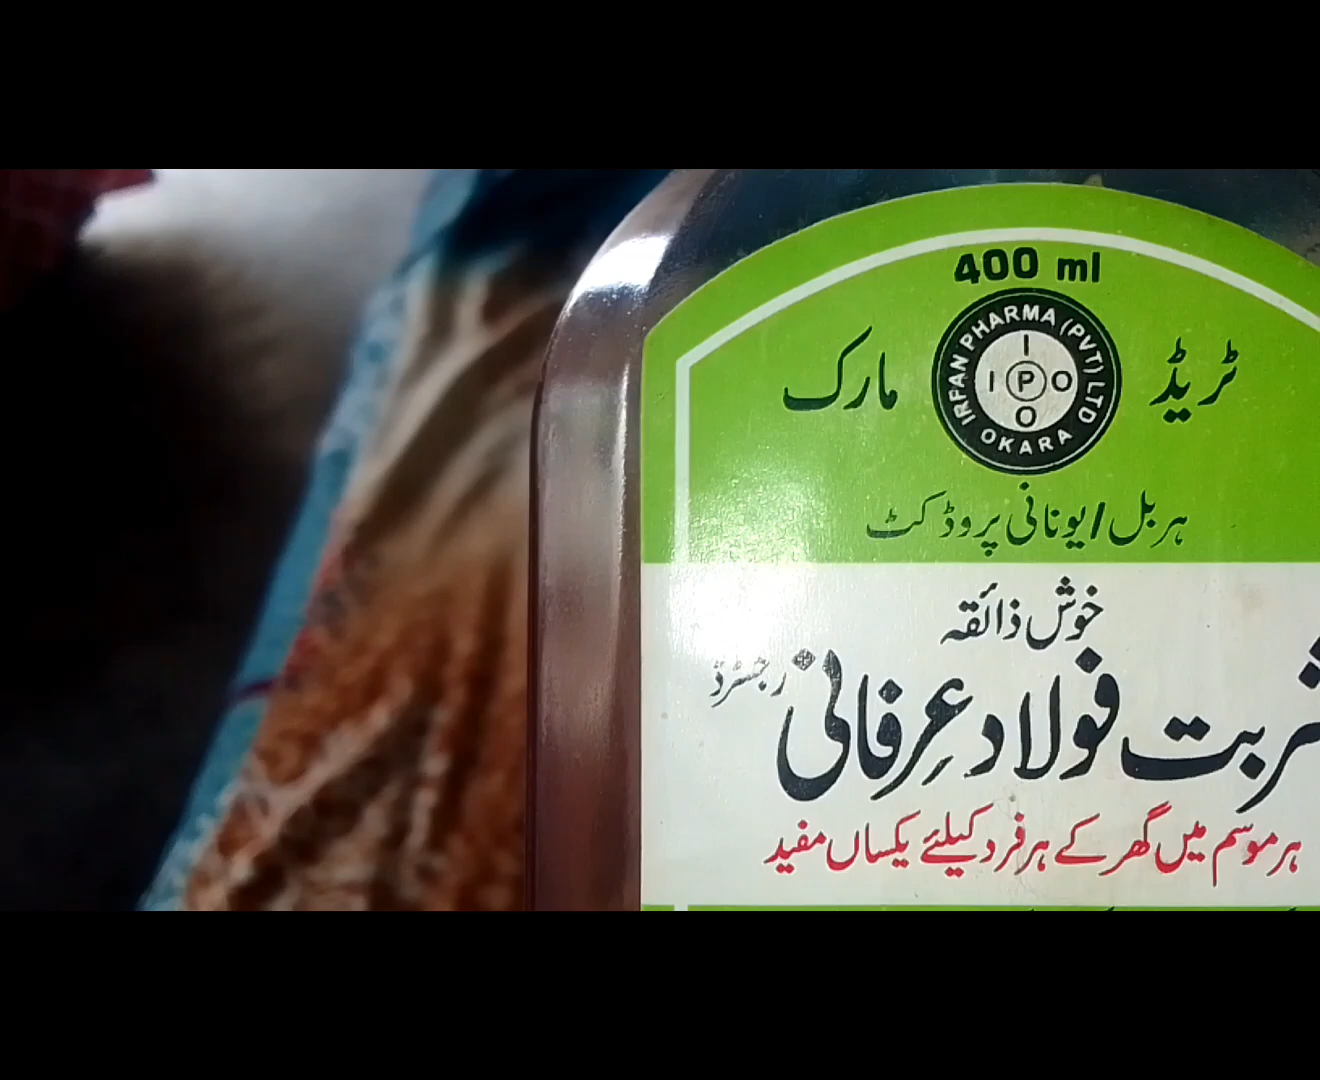 400 ml
IRFAN PHARMA (PVT) LTD
OKARA
I
I P O
O
ٹریڈ مارک
ہربل/یونانی پروڈکٹ
خوش ذائقہ
شربت فولاد عرفانی رجسٹرڈ
ہر موسم میں گھر کے ہر فرد کیلئے یکساں مفید